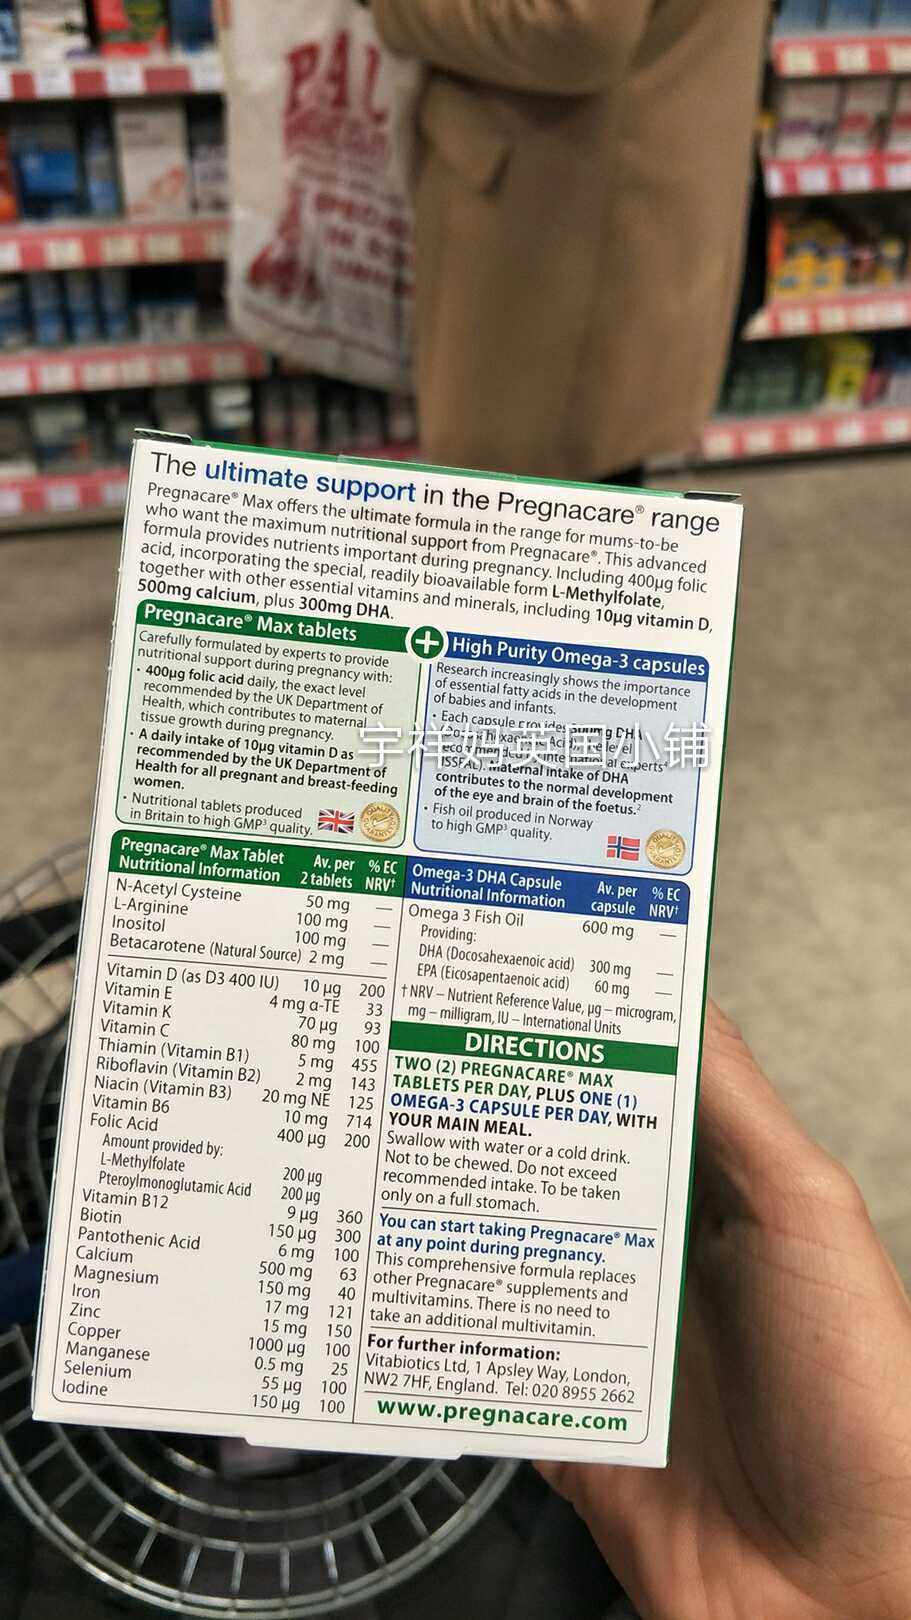 PAL
The ultimate support in the Pregnacare® range
Pregnacare® Max offers the ultimate formula in the range for mums-to-be
who want the maximum nutritional support from Pregnacare®. This advanced
formula provides nutrients important during pregnancy. Including 400µg folic
acid, incorporating the special, readily bioavailable form L-Methylfolate,
together with other essential vitamins and minerals, including 10µg vitamin D,
500mg calcium, plus 300mg DHA.
Pregnacare® Max tablets
Carefully formulated by experts to provide
nutritional support during pregnancy with:
• 400µg folic acid daily, the exact level
recommended by the UK Department of
Health, which contributes to maternal
tissue growth during pregnancy.
• A daily intake of 10µg vitamin D as
recommended by the UK Department of
Health for all pregnant and breast-feeding
women.
• Nutritional tablets produced
in Britain to high GMP³ quality.
+
High Purity Omega-3 capsules
Research increasingly shows the importance
of essential fatty acids in the development
of babies and infants.
• Each capsule provides 300mg DHA
level
recommended by international experts
(ISSFAL). Maternal intake of DHA
contributes to the normal development
of the eye and brain of the foetus.²
• Fish oil produced in Norway
to high GMP³ quality.
宇祥妈英国小铺
Pregnacare® Max Tablet Nutritional Information Av. per 2 tablets % EC NRV†
N-Acetyl Cysteine 50 mg —
L-Arginine 100 mg —
Inositol 100 mg —
Betacarotene (Natural Source) 2 mg —
Vitamin D (as D3 400 IU) 10 µg 200
Vitamin E 4 mg α-TE 33
Vitamin K 70 µg 93
Vitamin C 80 mg 100
Thiamin (Vitamin B1) 5 mg 455
Riboflavin (Vitamin B2) 2 mg 143
Niacin (Vitamin B3) 20 mg NE 125
Vitamin B6 10 mg 714
Folic Acid 400 µg 200
Amount provided by:
L-Methylfolate 200 µg
Pteroylmonoglutamic Acid 200 µg
Vitamin B12 9 µg 360
Biotin 150 µg 300
Pantothenic Acid 6 mg 100
Calcium 500 mg 63
Magnesium 150 mg 40
Iron 17 mg 121
Zinc 15 mg 150
Copper 1000 µg 100
Manganese 0.5 mg 25
Selenium 55 µg 100
Iodine 150 µg 100
Omega-3 DHA Capsule Nutritional Information Av. per capsule % EC NRV†
Omega 3 Fish Oil 600 mg —
Providing:
DHA (Docosahexaenoic acid) 300 mg —
EPA (Eicosapentaenoic acid) 60 mg —
† NRV – Nutrient Reference Value, µg – microgram,
mg – milligram, IU – International Units
DIRECTIONS
TWO (2) PREGNACARE® MAX
TABLETS PER DAY, PLUS ONE (1)
OMEGA-3 CAPSULE PER DAY, WITH
YOUR MAIN MEAL.
Swallow with water or a cold drink.
Not to be chewed. Do not exceed
recommended intake. To be taken
only on a full stomach.
You can start taking Pregnacare® Max
at any point during pregnancy.
This comprehensive formula replaces
other Pregnacare® supplements and
multivitamins. There is no need to
take an additional multivitamin.
For further information:
Vitabiotics Ltd, 1 Apsley Way, London,
NW2 7HF, England. Tel: 020 8955 2662
www.pregnacare.com